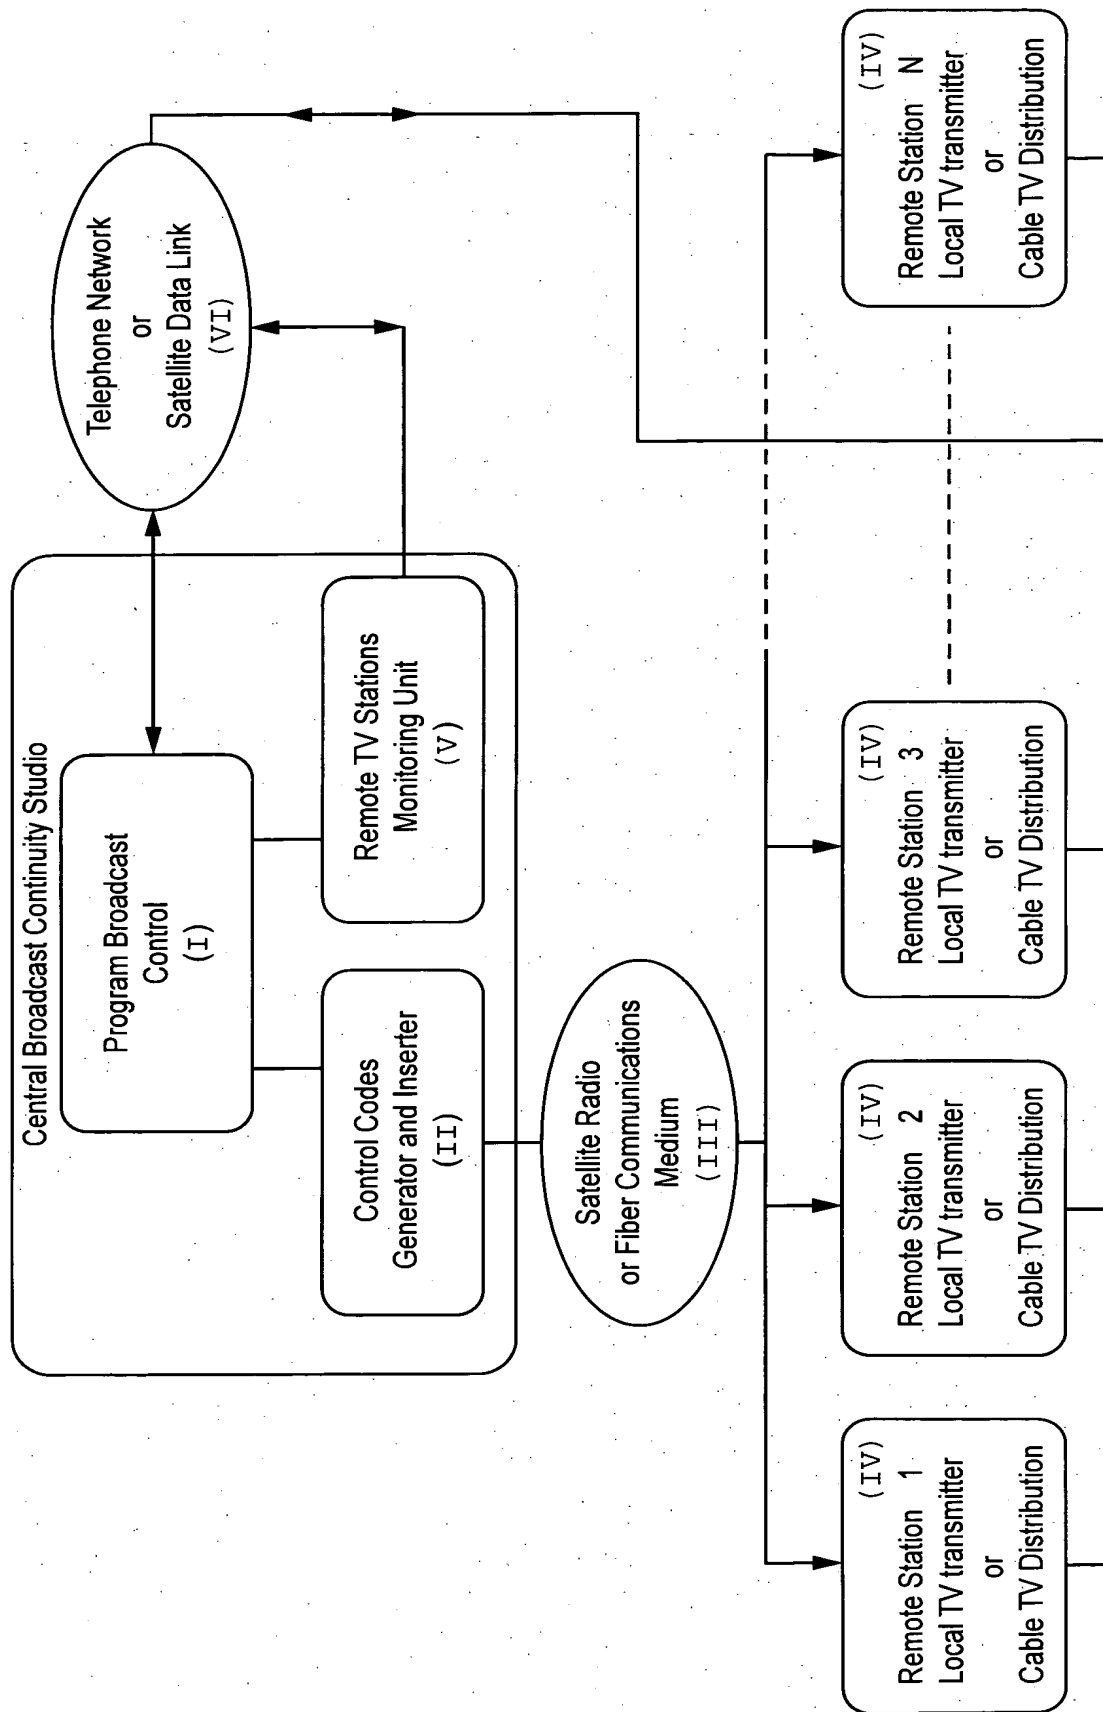 Central Broadcast Continuity Studio
Program Broadcast
Control
(I)
Control Codes
Generator and Inserter
(II)
Remote TV Stations
Monitoring Unit
(V)
Telephone Network
or
Satellite Data Link
(VI)
Satellite Radio
or Fiber Communications
Medium
(III)
(IV)
Remote Station 1
Local TV transmitter
or
Cable TV Distribution
(IV)
Remote Station 2
Local TV transmitter
or
Cable TV Distribution
(IV)
Remote Station 3
Local TV transmitter
or
Cable TV Distribution
(IV)
Remote Station N
Local TV transmitter
or
Cable TV Distribution